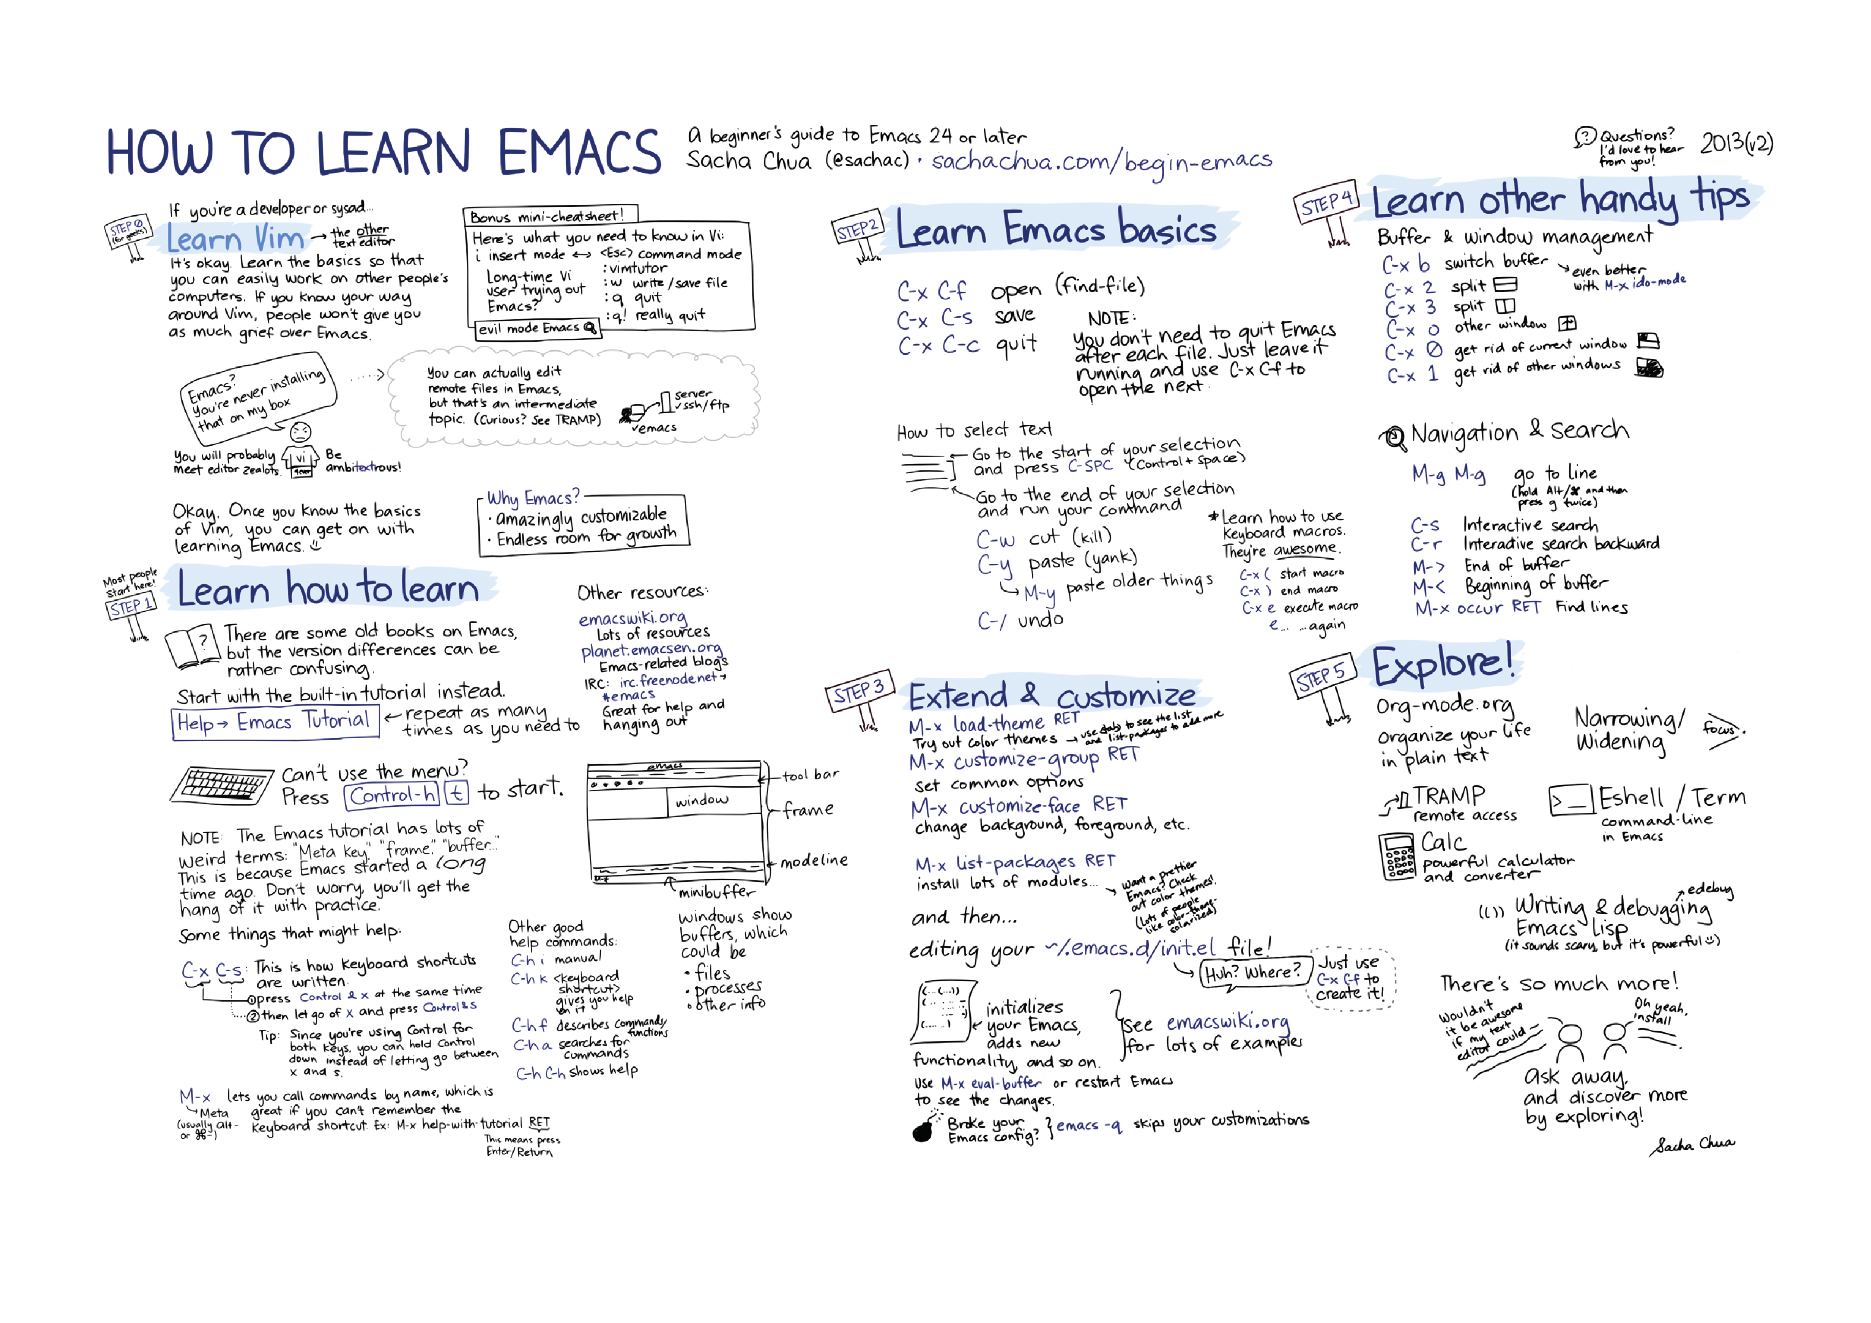 HOW TO LEARN EMACS
A beginner's guide to Emacs 24 or later
Sacha Chua (@sachac) · sachachua.com/begin-emacs
Questions?
I'd love to hear
from you!
2013(v2)
STEP 0
(for geeks)
If you're a developer or sysad...
Learn Vim → the other
text editor
It's okay. Learn the basics so that
you can easily work on other people's
computers. If you know your way
around Vim, people won't give you
as much grief over Emacs.
Bonus mini-cheatsheet!
Here's what you need to know in Vi:
i insert mode ↔ <Esc> command mode
:vimtutor
:w write/save file
:q quit
:q! really quit
Long-time Vi
user trying out
Emacs?
evil mode Emacs
Emacs?
You're never installing
that on my box
You can actually edit
remote files in Emacs,
but that's an intermediate
topic. (Curious? See TRAMP)
server
✓ssh/ftp
✓emacs
You will probably
meet editor zealots.
vi
Be
ambitextrous!
Okay. Once you know the basics
of Vim, you can get on with
learning Emacs.
Why Emacs?
· amazingly customizable
· Endless room for growth
Most people
start here!
STEP 1
Learn how to learn
?
There are some old books on Emacs,
but the version differences can be
rather confusing.
Start with the built-in tutorial instead.
Help → Emacs Tutorial
← repeat as many
times as you need to
Can't use the menu?
Press Control-h t to start.
NOTE: The Emacs tutorial has lots of
weird terms: "Meta key," "frame," "buffer..."
This is because Emacs started a long
time ago. Don't worry, you'll get the
hang of it with practice.
Some things that might help:
C-x C-s: This is how keyboard shortcuts
are written.
① press Control & x at the same time
② then let go of x and press Control & s
Tip: Since you're using Control for
both keys, you can hold Control
down instead of letting go between
x and s.
M-x lets you call commands by name, which is
great if you can't remember the
keyboard shortcut. Ex: M-x help-with-tutorial RET
Meta
(usually alt-
or ⌘-)
This means press
Enter/Return
Other resources:
emacswiki.org
Lots of resources
planet.emacsen.org
Emacs-related blogs
IRC: irc.freenode.net →
#emacs
Great for help and
hanging out
emacs
window
tool bar
frame
modeline
minibuffer
Other good
help commands:
C-h i manual
C-h k <keyboard
shortcut>
gives you help
on it
C-h f describes commands/
functions
C-h a searches for
commands
C-h C-h shows help
windows show
buffers, which
could be
· files
· processes
· other info
STEP 2
Learn Emacs basics
C-x C-f open (find-file)
C-x C-s save
C-x C-c quit
NOTE:
You don't need to quit Emacs
after each file. Just leave it
running and use C-x C-f to
open the next.
How to select text
← Go to the start of your selection
and press C-SPC (Control + Space)
Go to the end of your selection
and run your command
C-w cut (kill)
C-y paste (yank)
M-y paste older things
C-/ undo
* Learn how to use
keyboard macros.
They're awesome.
C-x ( start macro
C-x ) end macro
C-x e execute macro
e... ...again
STEP 3
Extend & customize
M-x load-theme RET
Try out color themes → use to see the list
and list-packages to add more
M-x customize-group RET
set common options
M-x customize-face RET
change background, foreground, etc.
M-x list-packages RET
install lots of modules...
Want a prettier
Emacs? Check
out color themes!
(Lots of people
like color-theme-
solarized)
and then...
editing your ~/.emacs.d/init.el file!
Huh? Where?
Just use
C-x C-f to
create it!
initializes
your Emacs,
adds new
functionality, and so on.
See emacswiki.org
for lots of examples
Use M-x eval-buffer or restart Emacs
to see the changes.
Broke your
Emacs config?
emacs -q skips your customizations
STEP 4
Learn other handy tips
Buffer & window management
C-x b switch buffer
even better
with M-x ido-mode
C-x 2 split
C-x 3 split
C-x o other window
C-x 0 get rid of current window
C-x 1 get rid of other windows
Navigation & Search
M-g M-g go to line
(hold Alt/⌘ and then
press g twice)
C-s Interactive search
C-r Interactive search backward
M-> End of buffer
M-< Beginning of buffer
M-x occur RET Find lines
STEP 5
Explore!
Org-mode.org
organize your life
in plain text
Narrowing/
Widening
focus.
TRAMP
remote access
>_
Eshell / Term
command-line
in Emacs
Calc
powerful calculator
and converter
(( )) Writing & debugging
Emacs lisp
edebug
(it sounds scary, but it's powerful)
There's so much more!
Wouldn't
it be awesome
if my text
editor could
Oh yeah,
install
Ask away,
and discover more
by exploring!
Sacha Chua